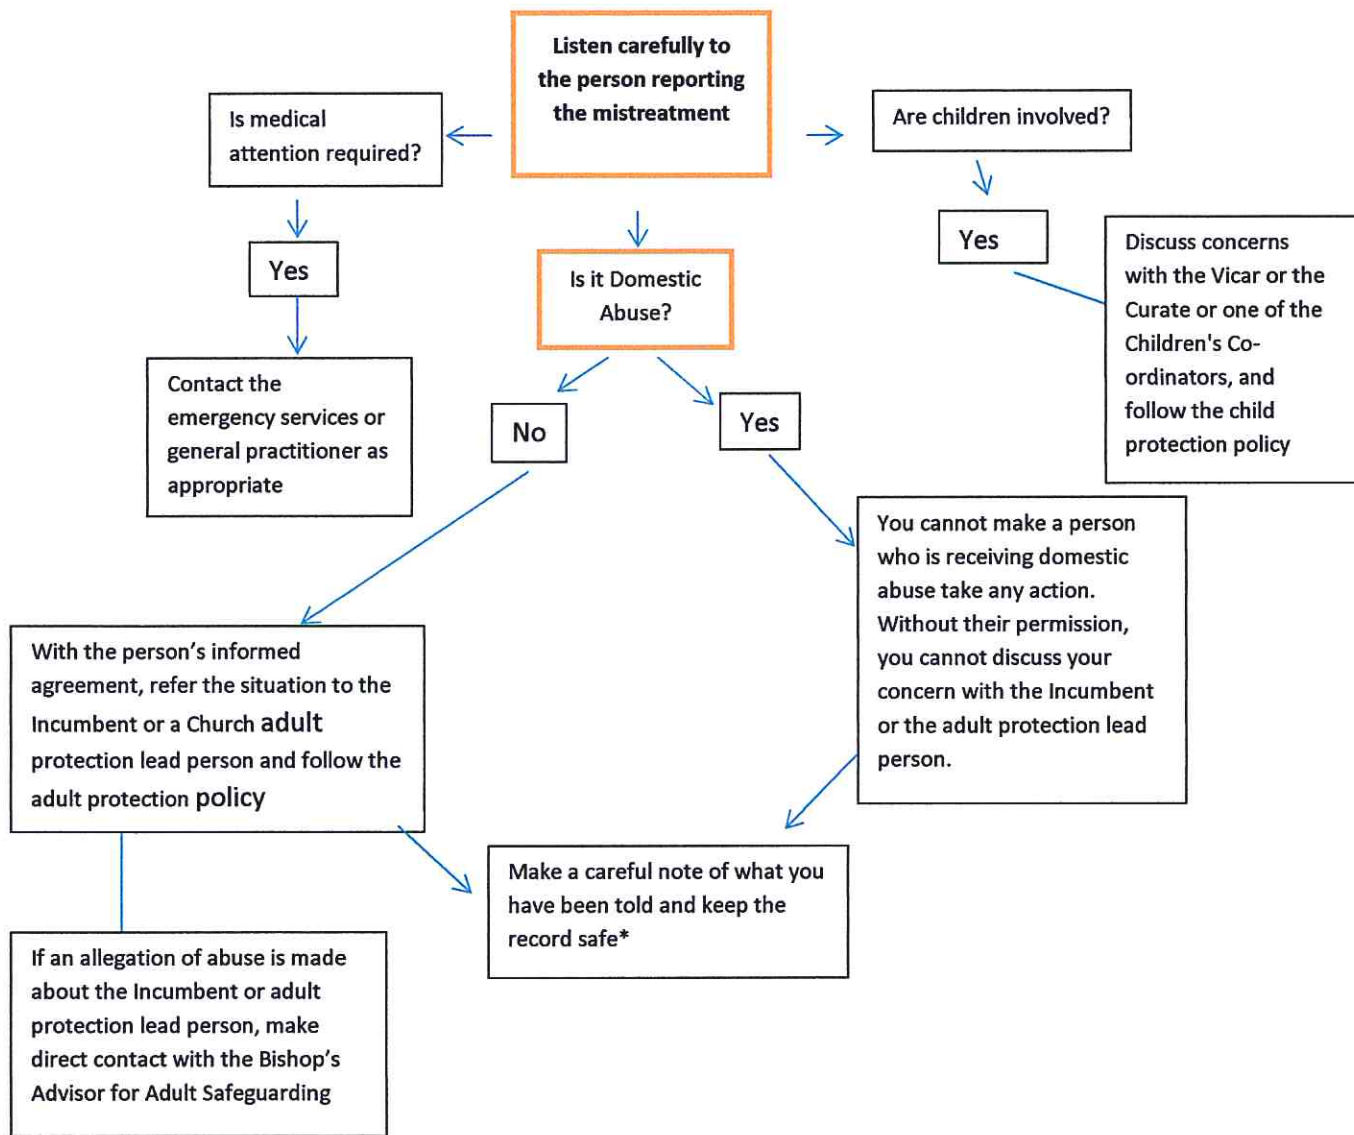 Listen carefully to
the person reporting
the mistreatment
Is medical
attention required?
Are children involved?
Yes
Contact the
emergency services or
general practitioner as
appropriate
Is it Domestic
Abuse?
No
Yes
Yes
Discuss concerns
with the Vicar or the
Curate or one of the
Children's Co-
ordinators, and
follow the child
protection policy
You cannot make a person
who is receiving domestic
abuse take any action.
Without their permission,
you cannot discuss your
concern with the Incumbent
or the adult protection lead
person.
With the person's informed
agreement, refer the situation to the
Incumbent or a Church adult
protection lead person and follow the
adult protection policy
Make a careful note of what you
have been told and keep the
record safe*
If an allegation of abuse is made
about the Incumbent or adult
protection lead person, make
direct contact with the Bishop's
Advisor for Adult Safeguarding